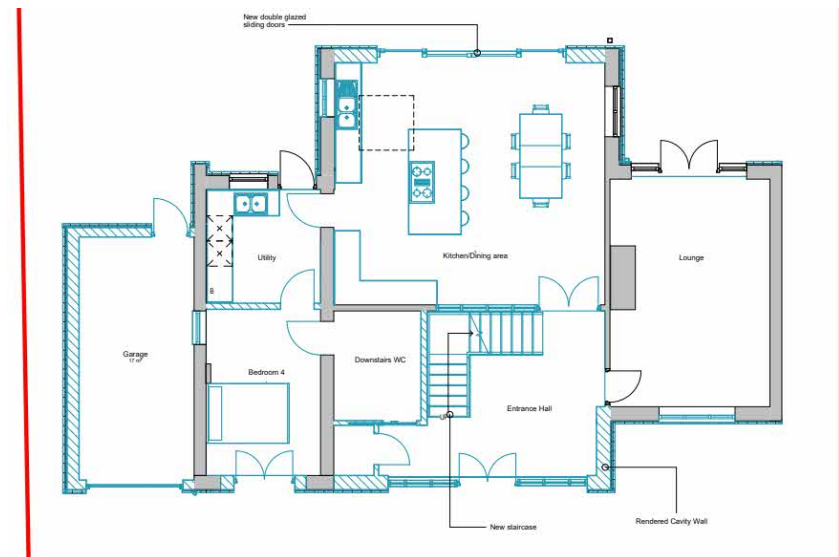 New double glazed
sliding doors
Utility
Kitchen/Dining area
Lounge
B
Garage
17 m²
Bedroom 4
Downstairs WC
Entrance Hall
New staircase
Rendered Cavity Wall